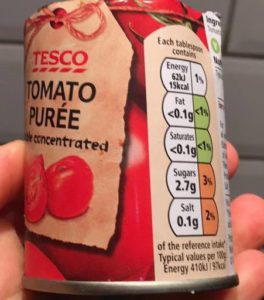 TESCO
TOMATO
PURÉE
concentrated
Each tablespoon
contains
Energy
62kJ
15kcal
1%
Fat
<0.1g
<1%
Saturates
<0.1g
<1%
Sugars
2.7g
3%
Salt
0.1g
2%
of the reference intake*
Typical values per 100g:
Energy 410kJ / 97kcal